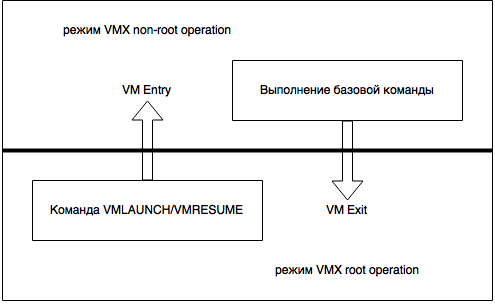 режим VMX non-root operation
VM Entry
Выполнение базовой команды
Команда VMLAUNCH/VMRESUME
VM Exit
режим VMX root operation